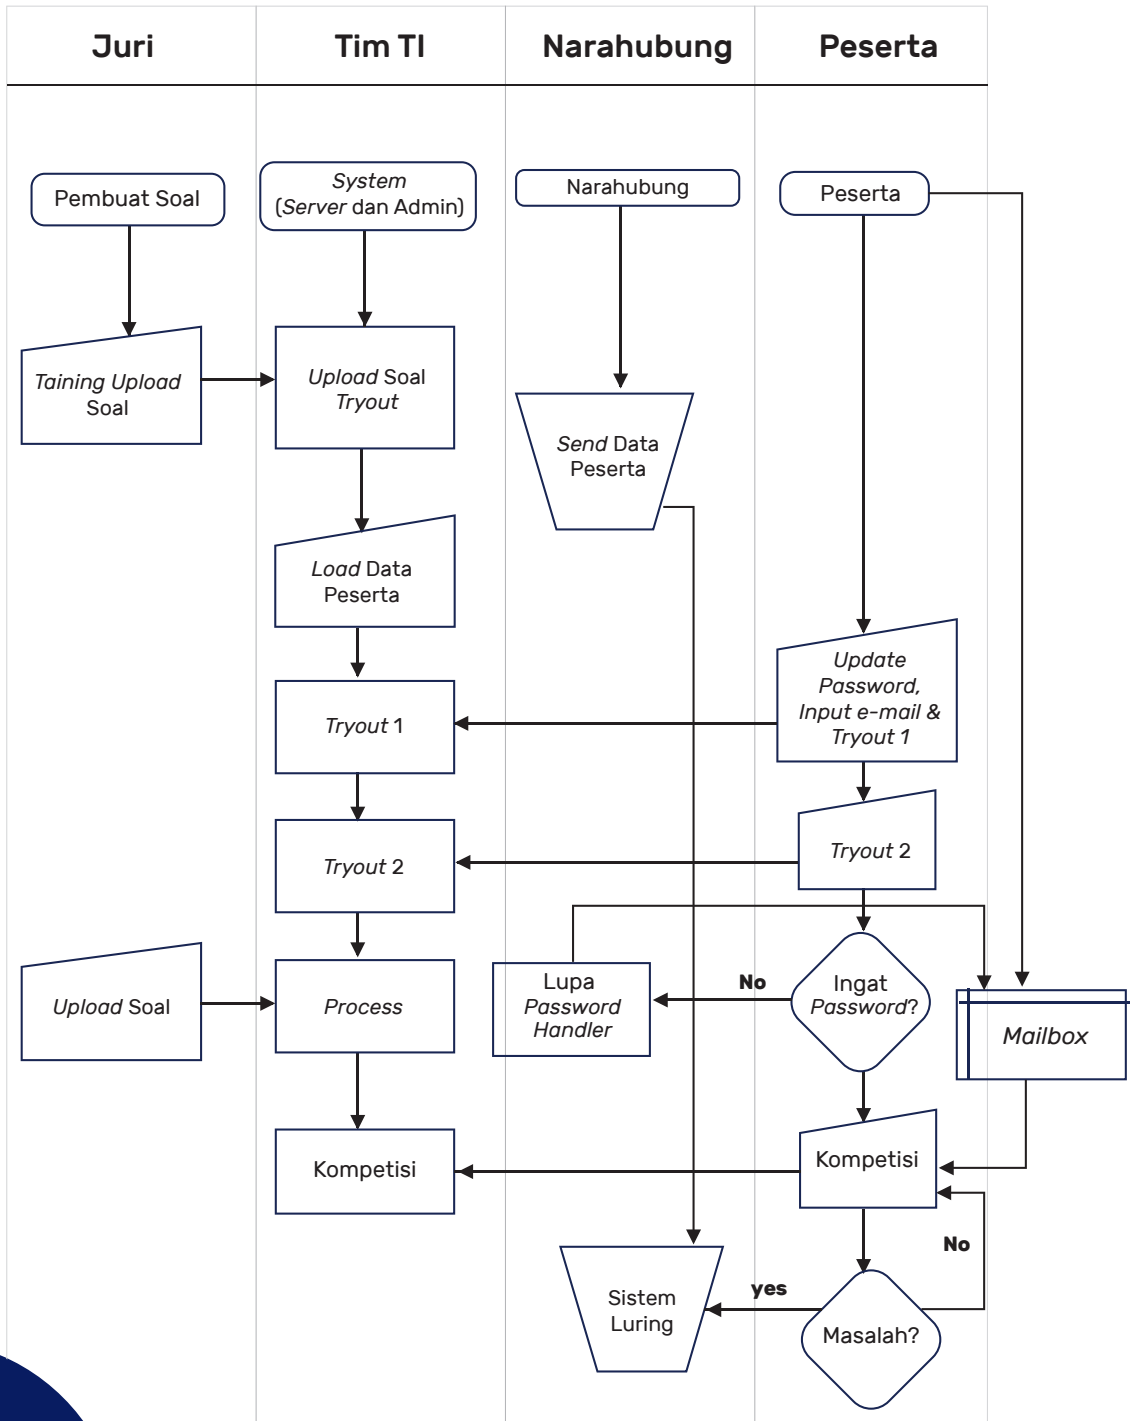 Juri
Tim TI
Narahubung
Peserta
Pembuat Soal
System
(Server dan Admin)
Narahubung
Peserta
Taining Upload
Soal
Upload Soal
Tryout
Send Data
Peserta
Load Data
Peserta
Update
Password,
Input e-mail &
Tryout 1
Tryout 1
Tryout 2
Tryout 2
Upload Soal
Process
Lupa
Password
Handler
No
Ingat
Password?
Mailbox
Kompetisi
Kompetisi
No
Sistem
Luring
yes
Masalah?